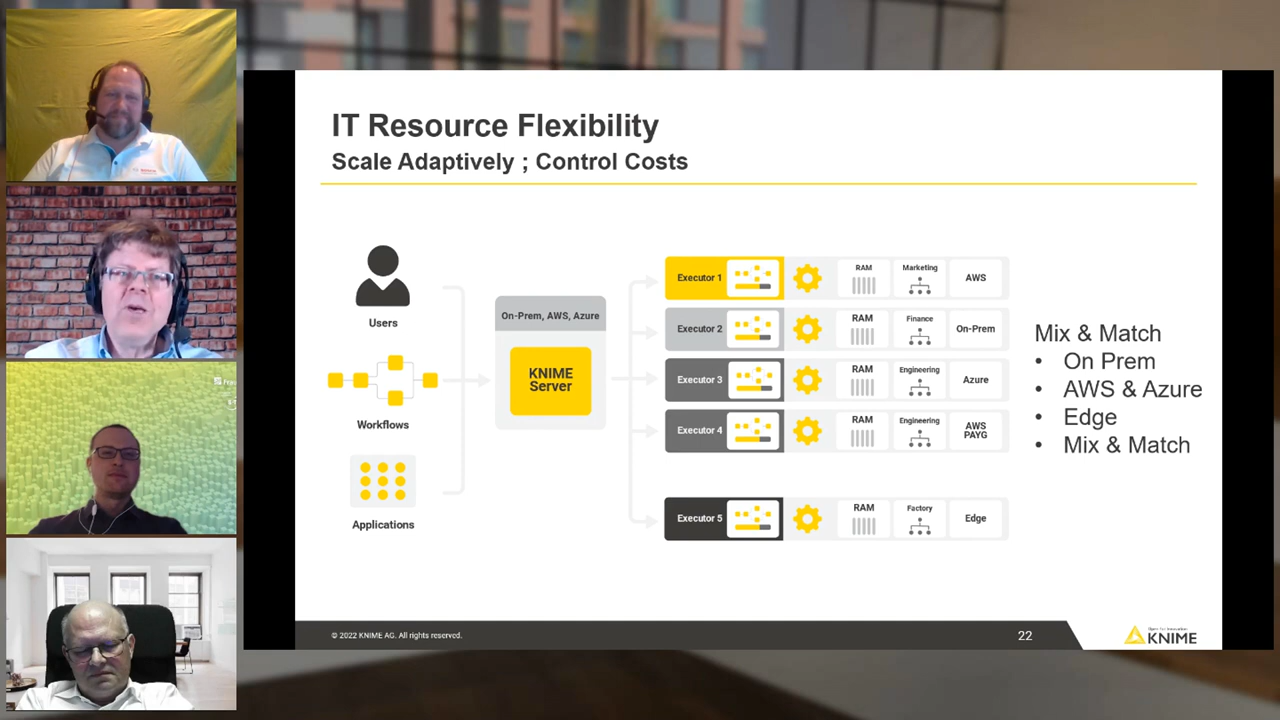 IT Resource Flexibility
Scale Adaptively ; Control Costs
Users
Workflows
Applications
On-Prem, AWS, Azure
KNIME
Server
Executor 1
RAM
Marketing
AWS
Executor 2
RAM
Finance
On-Prem
Executor 3
RAM
Engineering
Azure
Executor 4
RAM
Engineering
AWS
PAYG
Executor 5
RAM
Factory
Edge
Mix & Match
• On Prem
• AWS & Azure
• Edge
• Mix & Match
© 2022 KNIME AG. All rights reserved.
22
Open for Innovation
KNIME